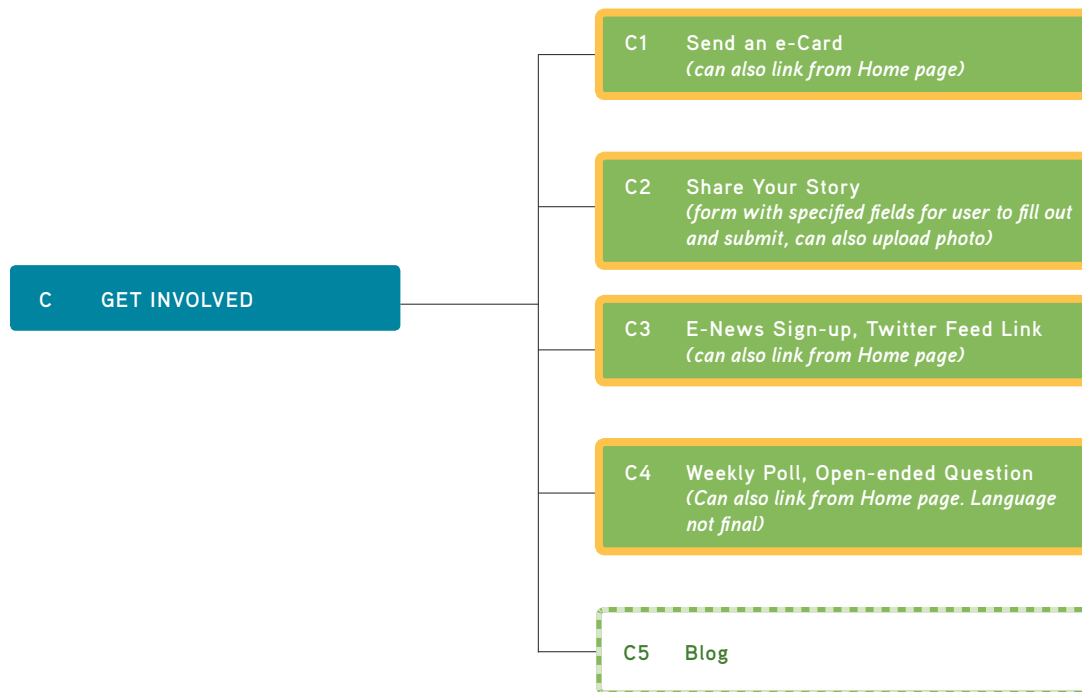 C1 Send an e-Card
(can also link from Home page)
C2 Share Your Story
(form with specified fields for user to fill out
and submit, can also upload photo)
C GET INVOLVED
C3 E-News Sign-up, Twitter Feed Link
(can also link from Home page)
C4 Weekly Poll, Open-ended Question
(Can also link from Home page. Language
not final)
C5 Blog